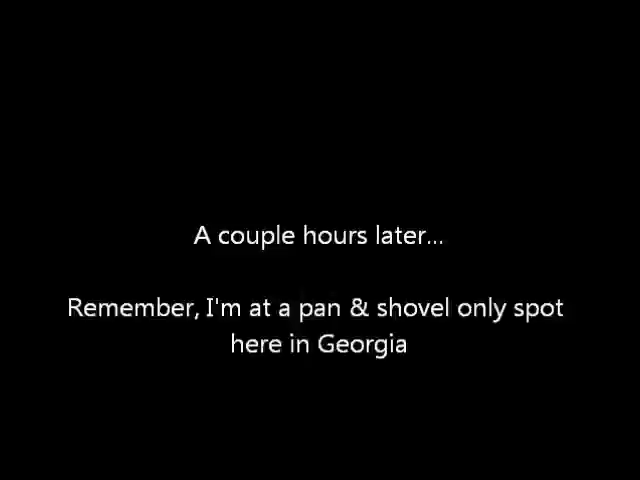 A couple hours later...
Remember, I'm at a pan & shovel only spot
here in Georgia